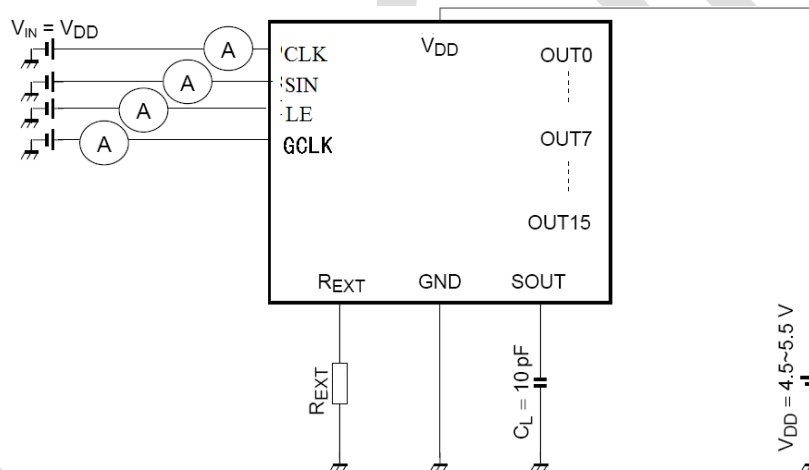 VIN = VDD
A
CLK
VDD
OUT0
A
SIN
A
LE
A
GCLK
OUT7
OUT15
REXT
GND
SOUT
REXT
CL = 10 pF
VDD = 4.5~5.5 V